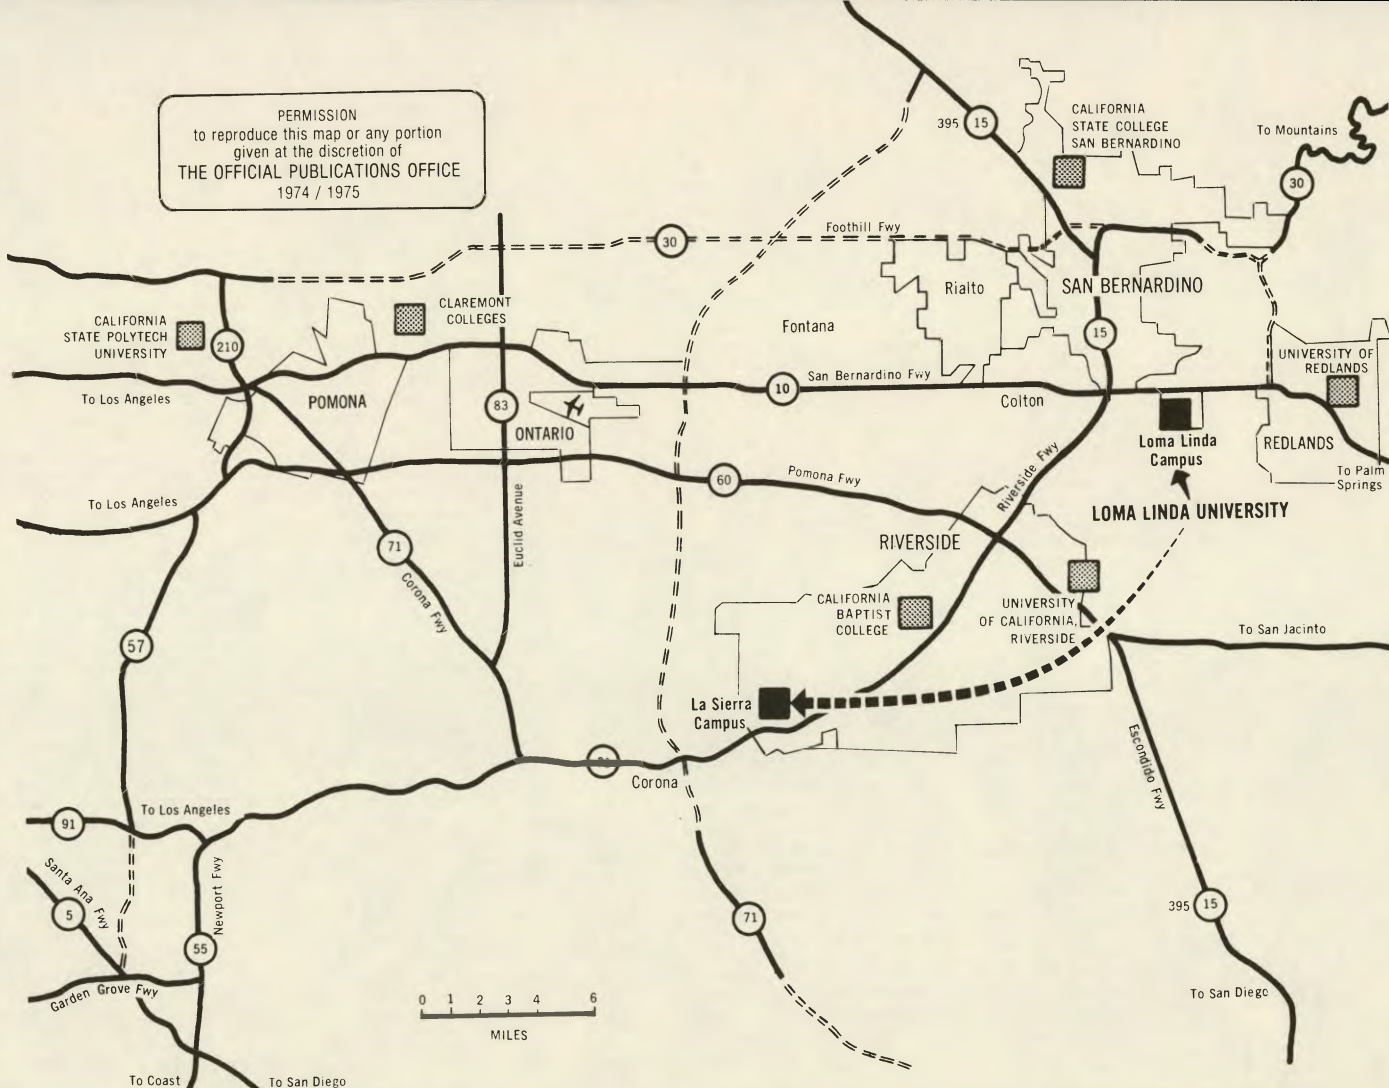 PERMISSION
to reproduce this map or any portion
given at the discretion of
THE OFFICIAL PUBLICATIONS OFFICE
1974 / 1975
395
15
CALIFORNIA
STATE COLLEGE
SAN BERNARDINO
To Mountains
30
30
Foothill Fwy
Rialto
SAN BERNARDINO
CALIFORNIA
STATE POLYTECH
UNIVERSITY
210
CLAREMONT
COLLEGES
Fontana
15
UNIVERSITY OF
REDLANDS
To Los Angeles
POMONA
83
ONTARIO
10
San Bernardino Fwy
Colton
Loma Linda
Campus
REDLANDS
To Palm
Springs
To Los Angeles
60
Pomona Fwy
Riverside Fwy
LOMA LINDA UNIVERSITY
71
Corona Fwy
Euclid Avenue
RIVERSIDE
CALIFORNIA
BAPTIST
COLLEGE
UNIVERSITY
OF CALIFORNIA,
RIVERSIDE
To San Jacinto
57
La Sierra
Campus
Corona
Escondido Fwy
91
To Los Angeles
Santa Ana Fwy
5
Newport Fwy
55
Garden Grove Fwy
71
395
15
To San Diego
0 1 2 3 4 6
MILES
To Coast
To San Diego